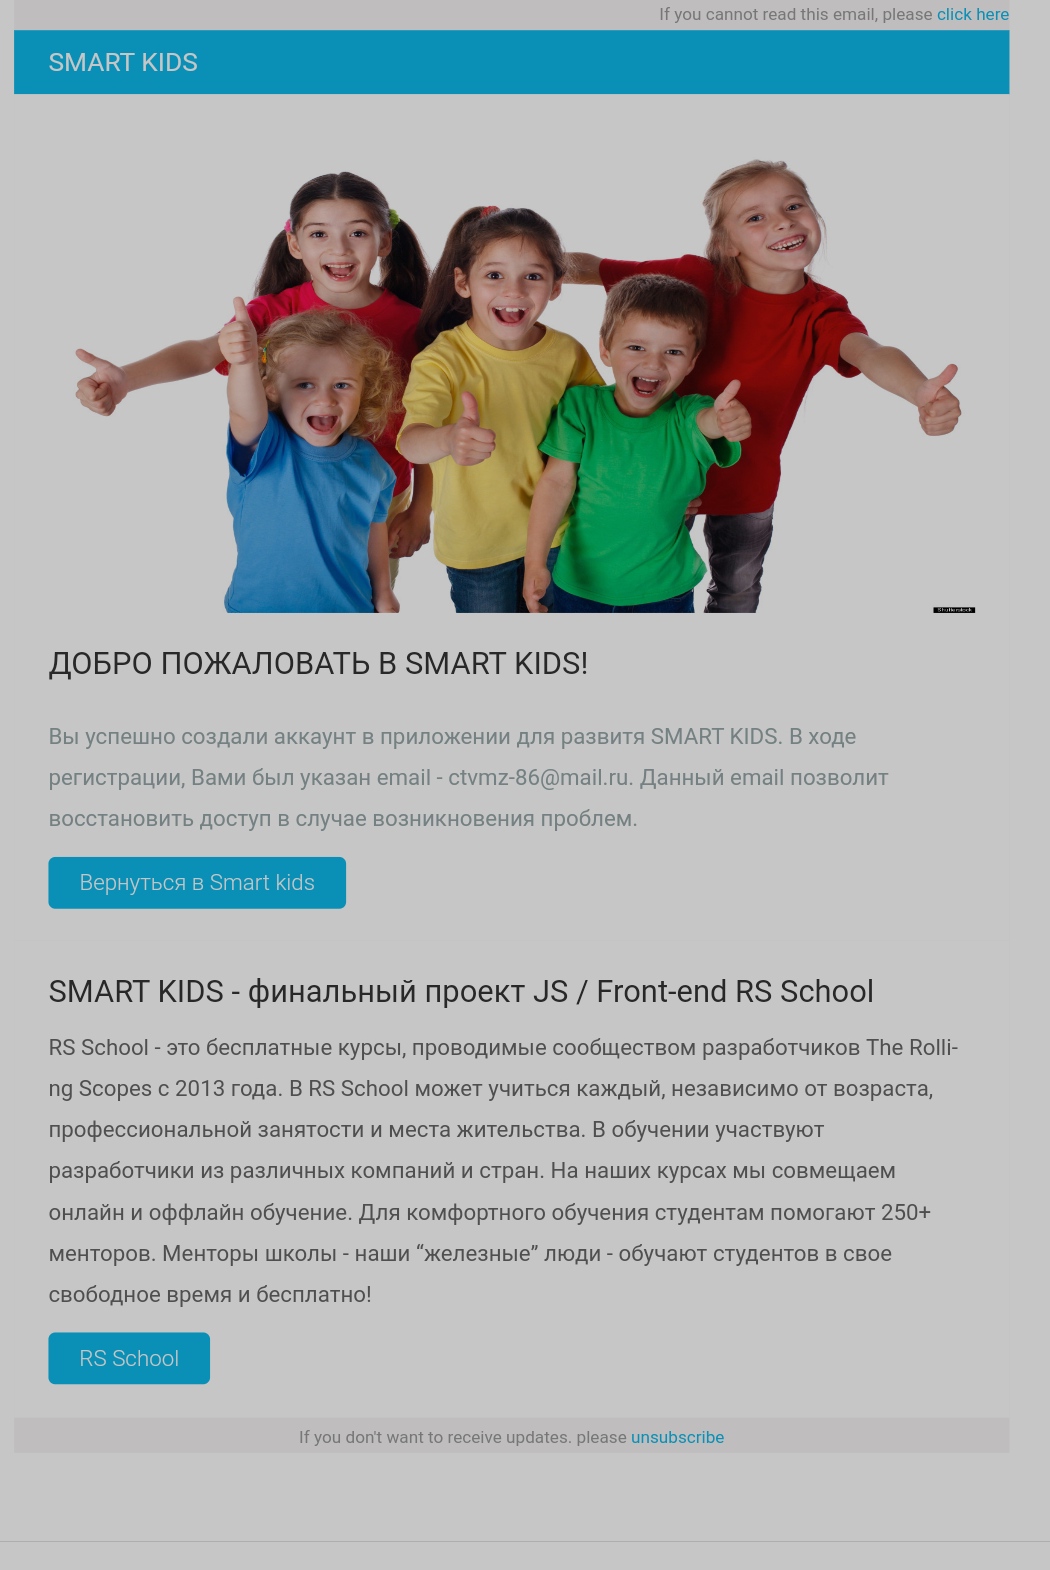 If you cannot read this email, please click here
SMART KIDS
Shutterstock
ДОБРО ПОЖАЛОВАТЬ В SMART KIDS!
Вы успешно создали аккаунт в приложении для развитя SMART KIDS. В ходе
регистрации, Вами был указан email - ctvmz-86@mail.ru. Данный email позволит
восстановить доступ в случае возникновения проблем.
Вернуться в Smart kids
SMART KIDS - финальный проект JS / Front-end RS School
RS School - это бесплатные курсы, проводимые сообществом разработчиков The Rolli-
ng Scopes с 2013 года. В RS School может учиться каждый, независимо от возраста,
профессиональной занятости и места жительства. В обучении участвуют
разработчики из различных компаний и стран. На наших курсах мы совмещаем
онлайн и оффлайн обучение. Для комфортного обучения студентам помогают 250+
менторов. Менторы школы - наши “железные” люди - обучают студентов в свое
свободное время и бесплатно!
RS School
If you don't want to receive updates. please unsubscribe